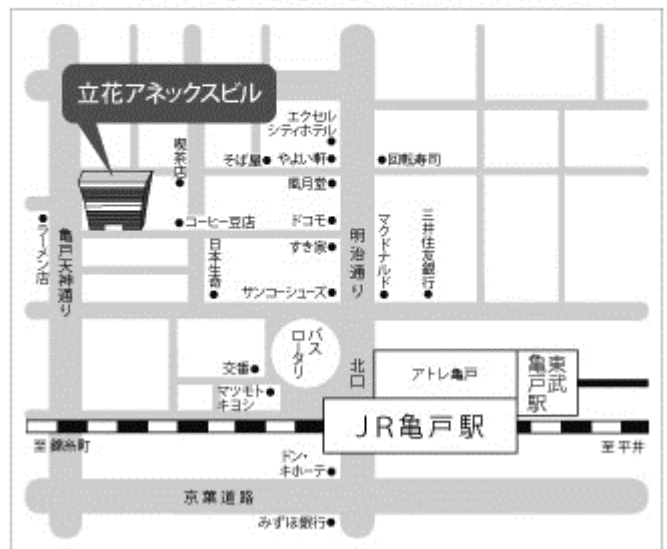 立花アネックスビル
エクセル
シティホテル
喫茶店
そば屋
やよい軒
回転寿司
風月堂
コーヒー豆店
ドコモ
ラーメン店
亀戸天神通り
日本生命
すき家
明治通り
マクドナルド
三井住友銀行
サンコーシューズ
バス
ロータリ
北口
交番
アトレ亀戸
東武
亀戸駅
マツモト
キヨシ
JR亀戸駅
至錦糸町
至平井
ドン・
キホーテ
京葉道路
みずほ銀行